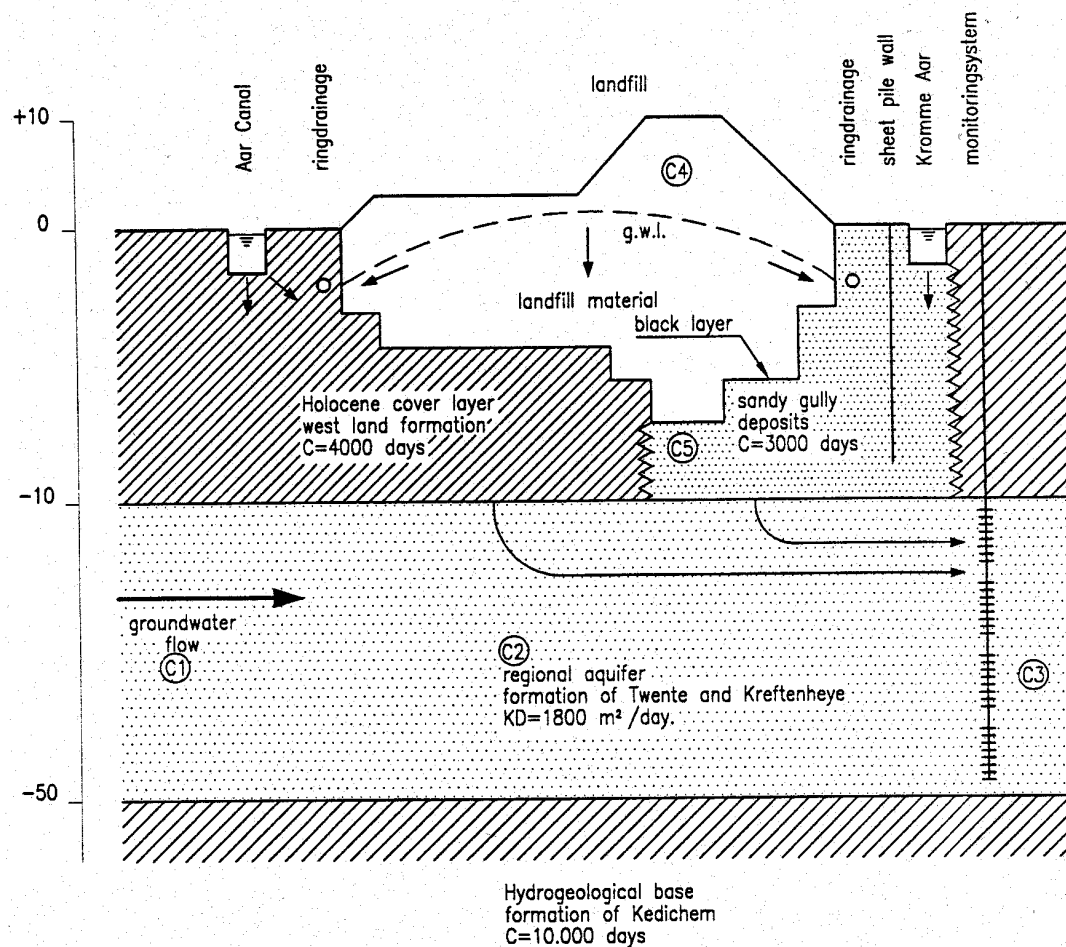 landfill
Aar Canal
ringdrainage
ringdrainage
sheet pile wall
Kromme Aar
monitoringsystem
+10
0
-10
-50
C4
g.w.l.
landfill material
black layer
Holocene cover layer
west land formation
C=4000 days
sandy gully
deposits
C=3000 days
C5
groundwater
flow
C1
C2
regional aquifer
formation of Twente and Kreftenheye
KD=1800 m²/day.
C3
Hydrogeological base
formation of Kedichem
C=10.000 days